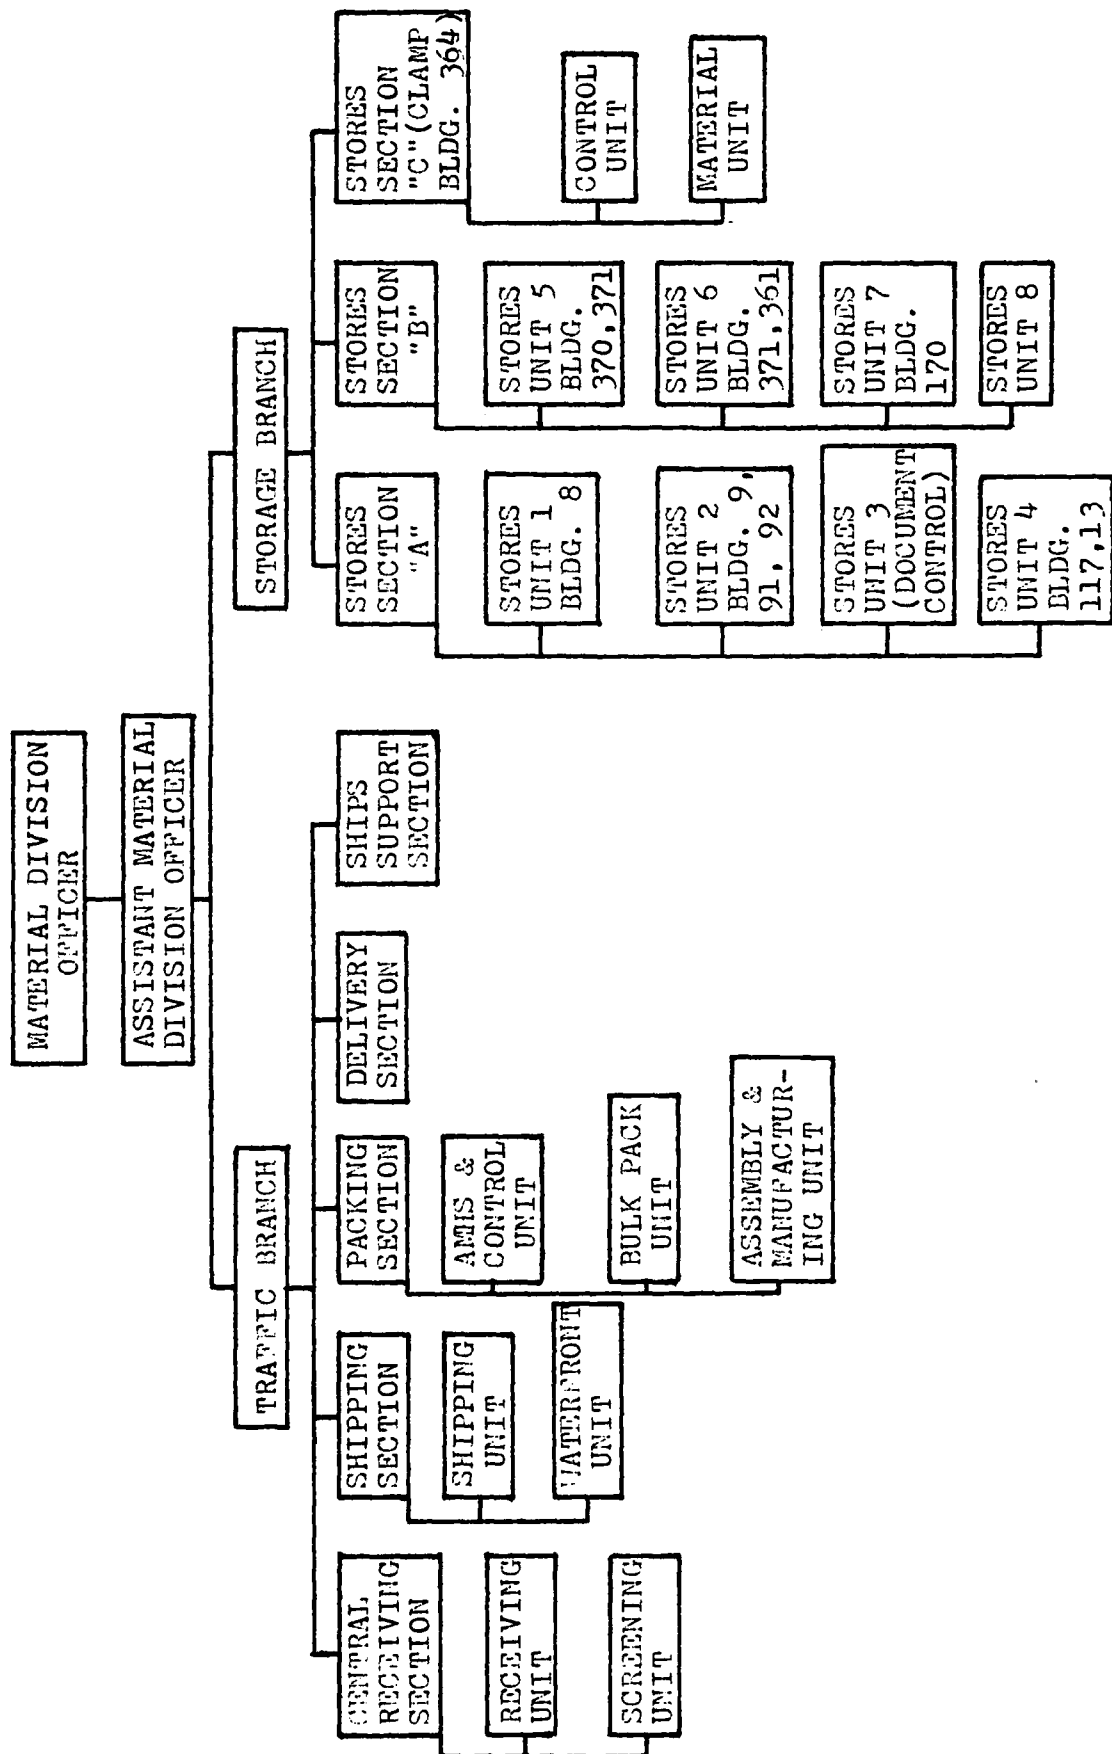 MATERIAL DIVISION
OFFICER
ASSISTANT MATERIAL
DIVISION OFFICER
TRAFFIC BRANCH
STORAGE BRANCH
CENTRAL
RECEIVING
SECTION
RECEIVING
UNIT
SCREENING
UNIT
SHIPPING
SECTION
SHIPPING
UNIT
WATERFRONT
UNIT
PACKING
SECTION
AMHS &
CONTROL
UNIT
BULK PACK
UNIT
ASSEMBLY &
MANUFACTUR-
ING UNIT
DELIVERY
SECTION
SHIPS
SUPPORT
SECTION
STORES
SECTION
"A"
STORES
UNIT 1
BLDG. 8
STORES
UNIT 2
BLDG. 9,
91, 92
STORES
UNIT 3
(DOCUMENT
CONTROL)
STORES
UNIT 4
BLDG.
117,13
STORES
SECTION
"B"
STORES
UNIT 5
BLDG.
370,371
STORES
UNIT 6
BLDG.
371,361
STORES
UNIT 7
BLDG.
170
STORES
UNIT 8
STORES
SECTION
"C"(CLAMP
BLDG. 364)
CONTROL
UNIT
MATERIAL
UNIT